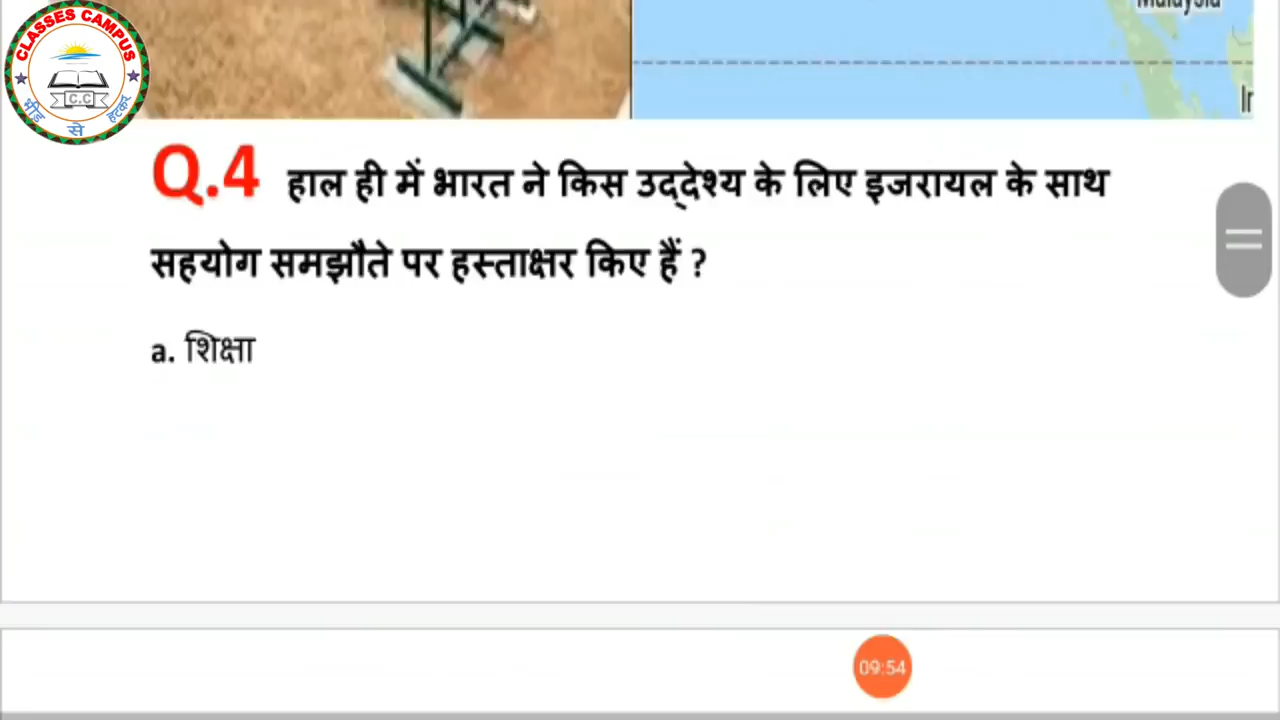 Malaysia
CLASSES CAMPUS
C.C
भीड़ से हटकर
Q.4 हाल ही में भारत ने किस उद्देश्य के लिए इजरायल के साथ
सहयोग समझौते पर हस्ताक्षर किए हैं ?
a. शिक्षा
09:54